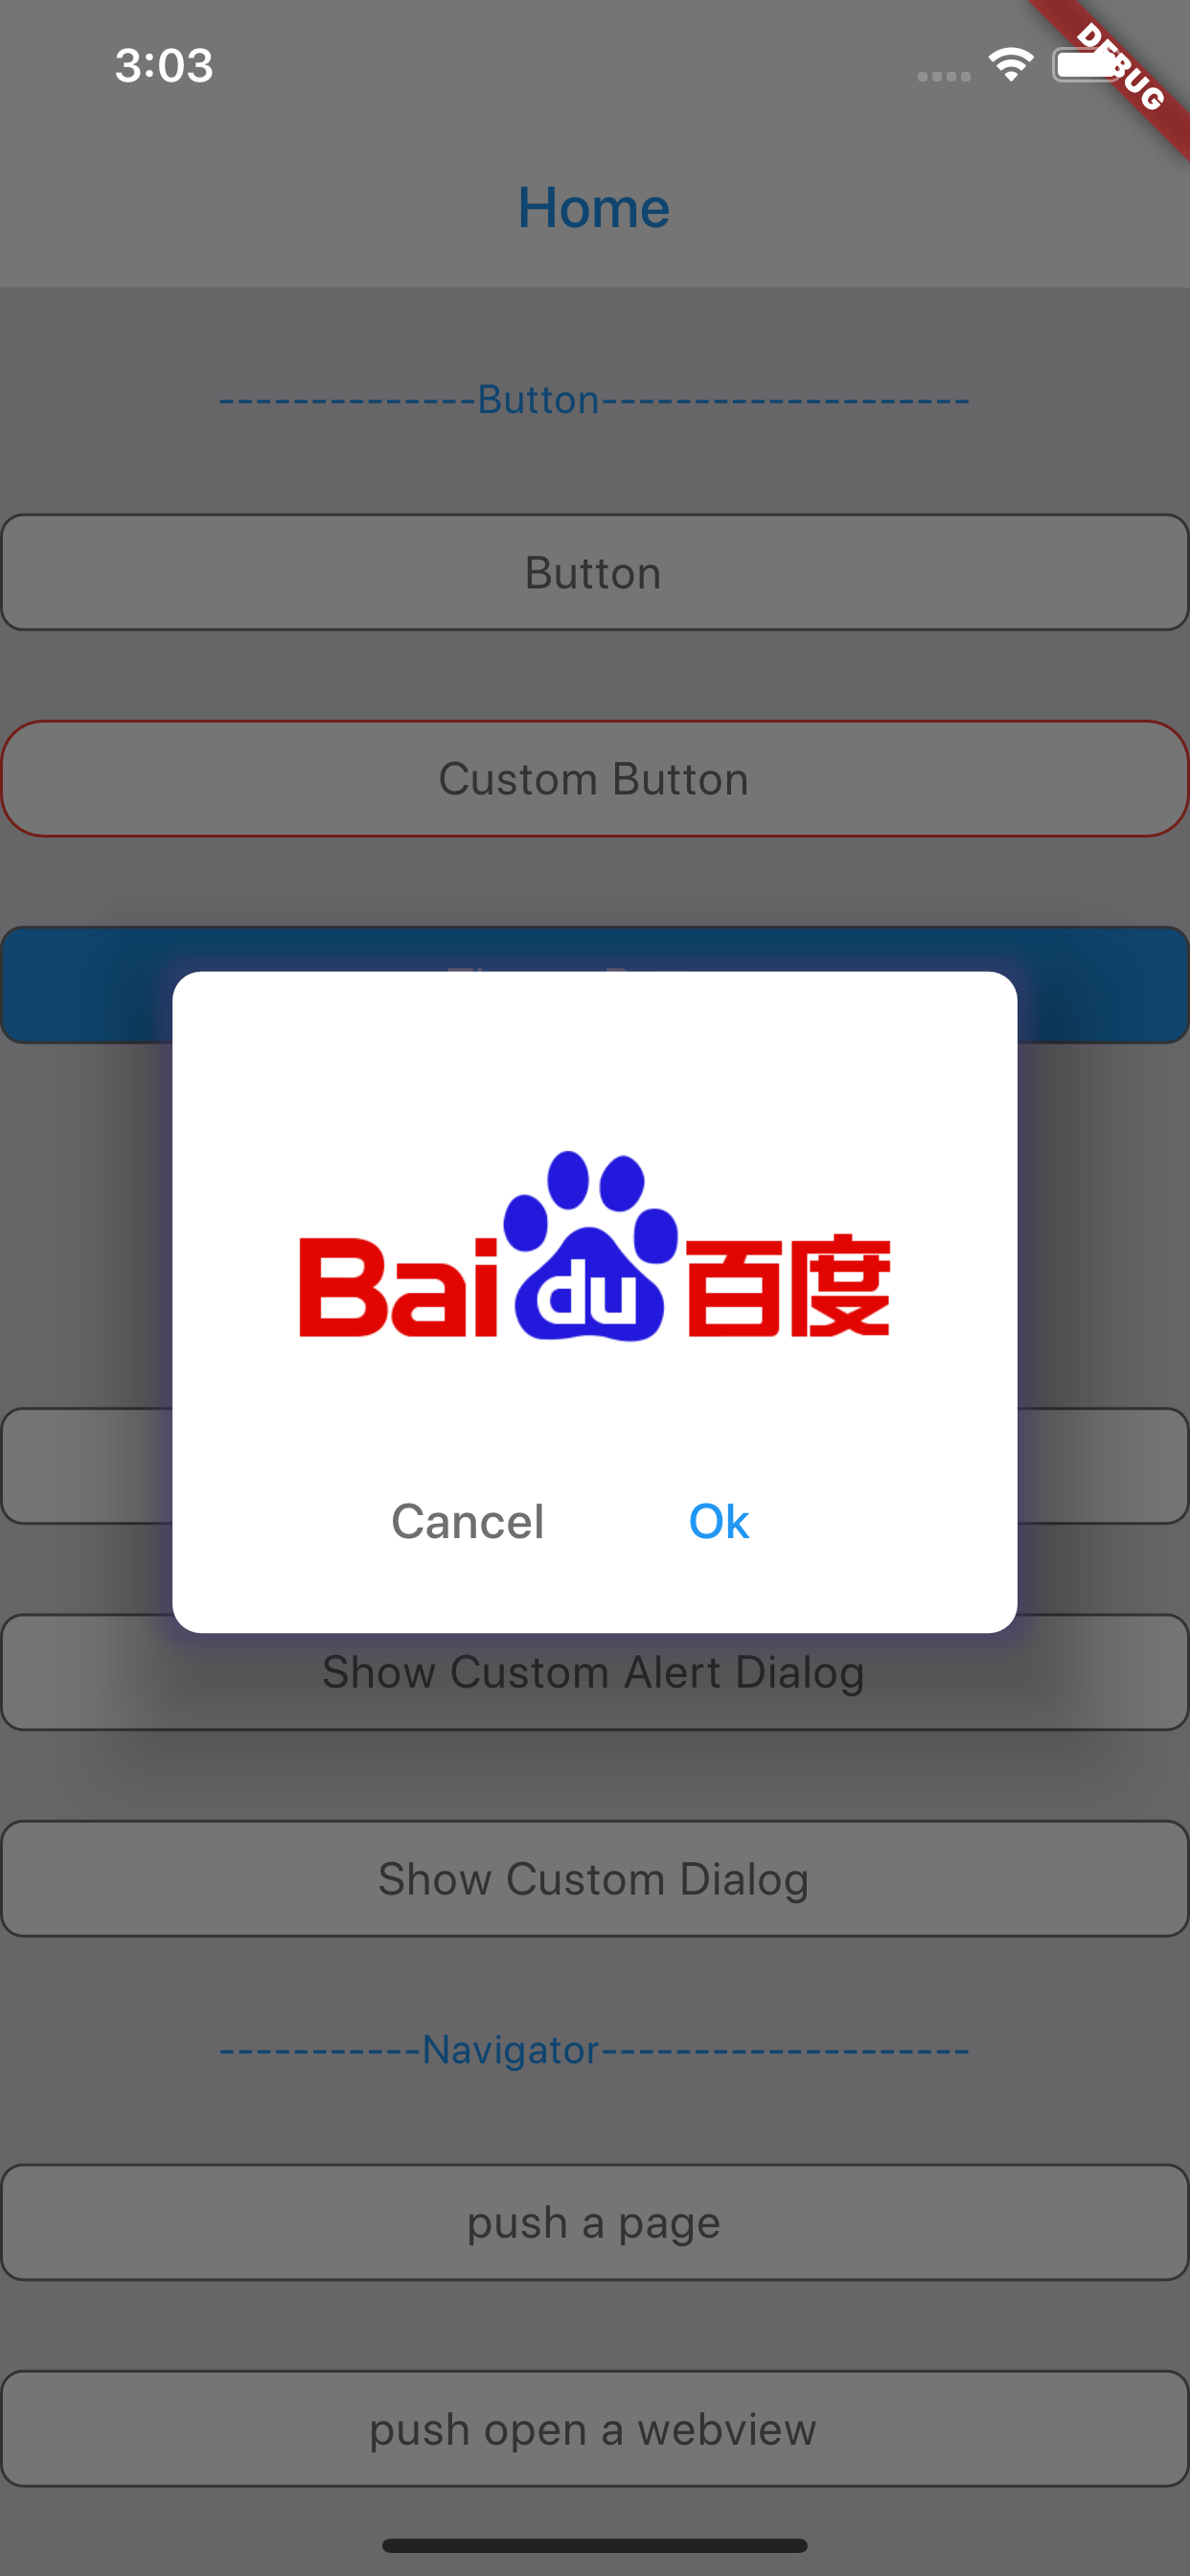 3:03
DEBUG
Home
--------------Button--------------------
Button
Custom Button
Baidu百度
Cancel Ok
Show Custom Alert Dialog
Show Custom Dialog
-----------Navigator--------------------
push a page
push open a webview